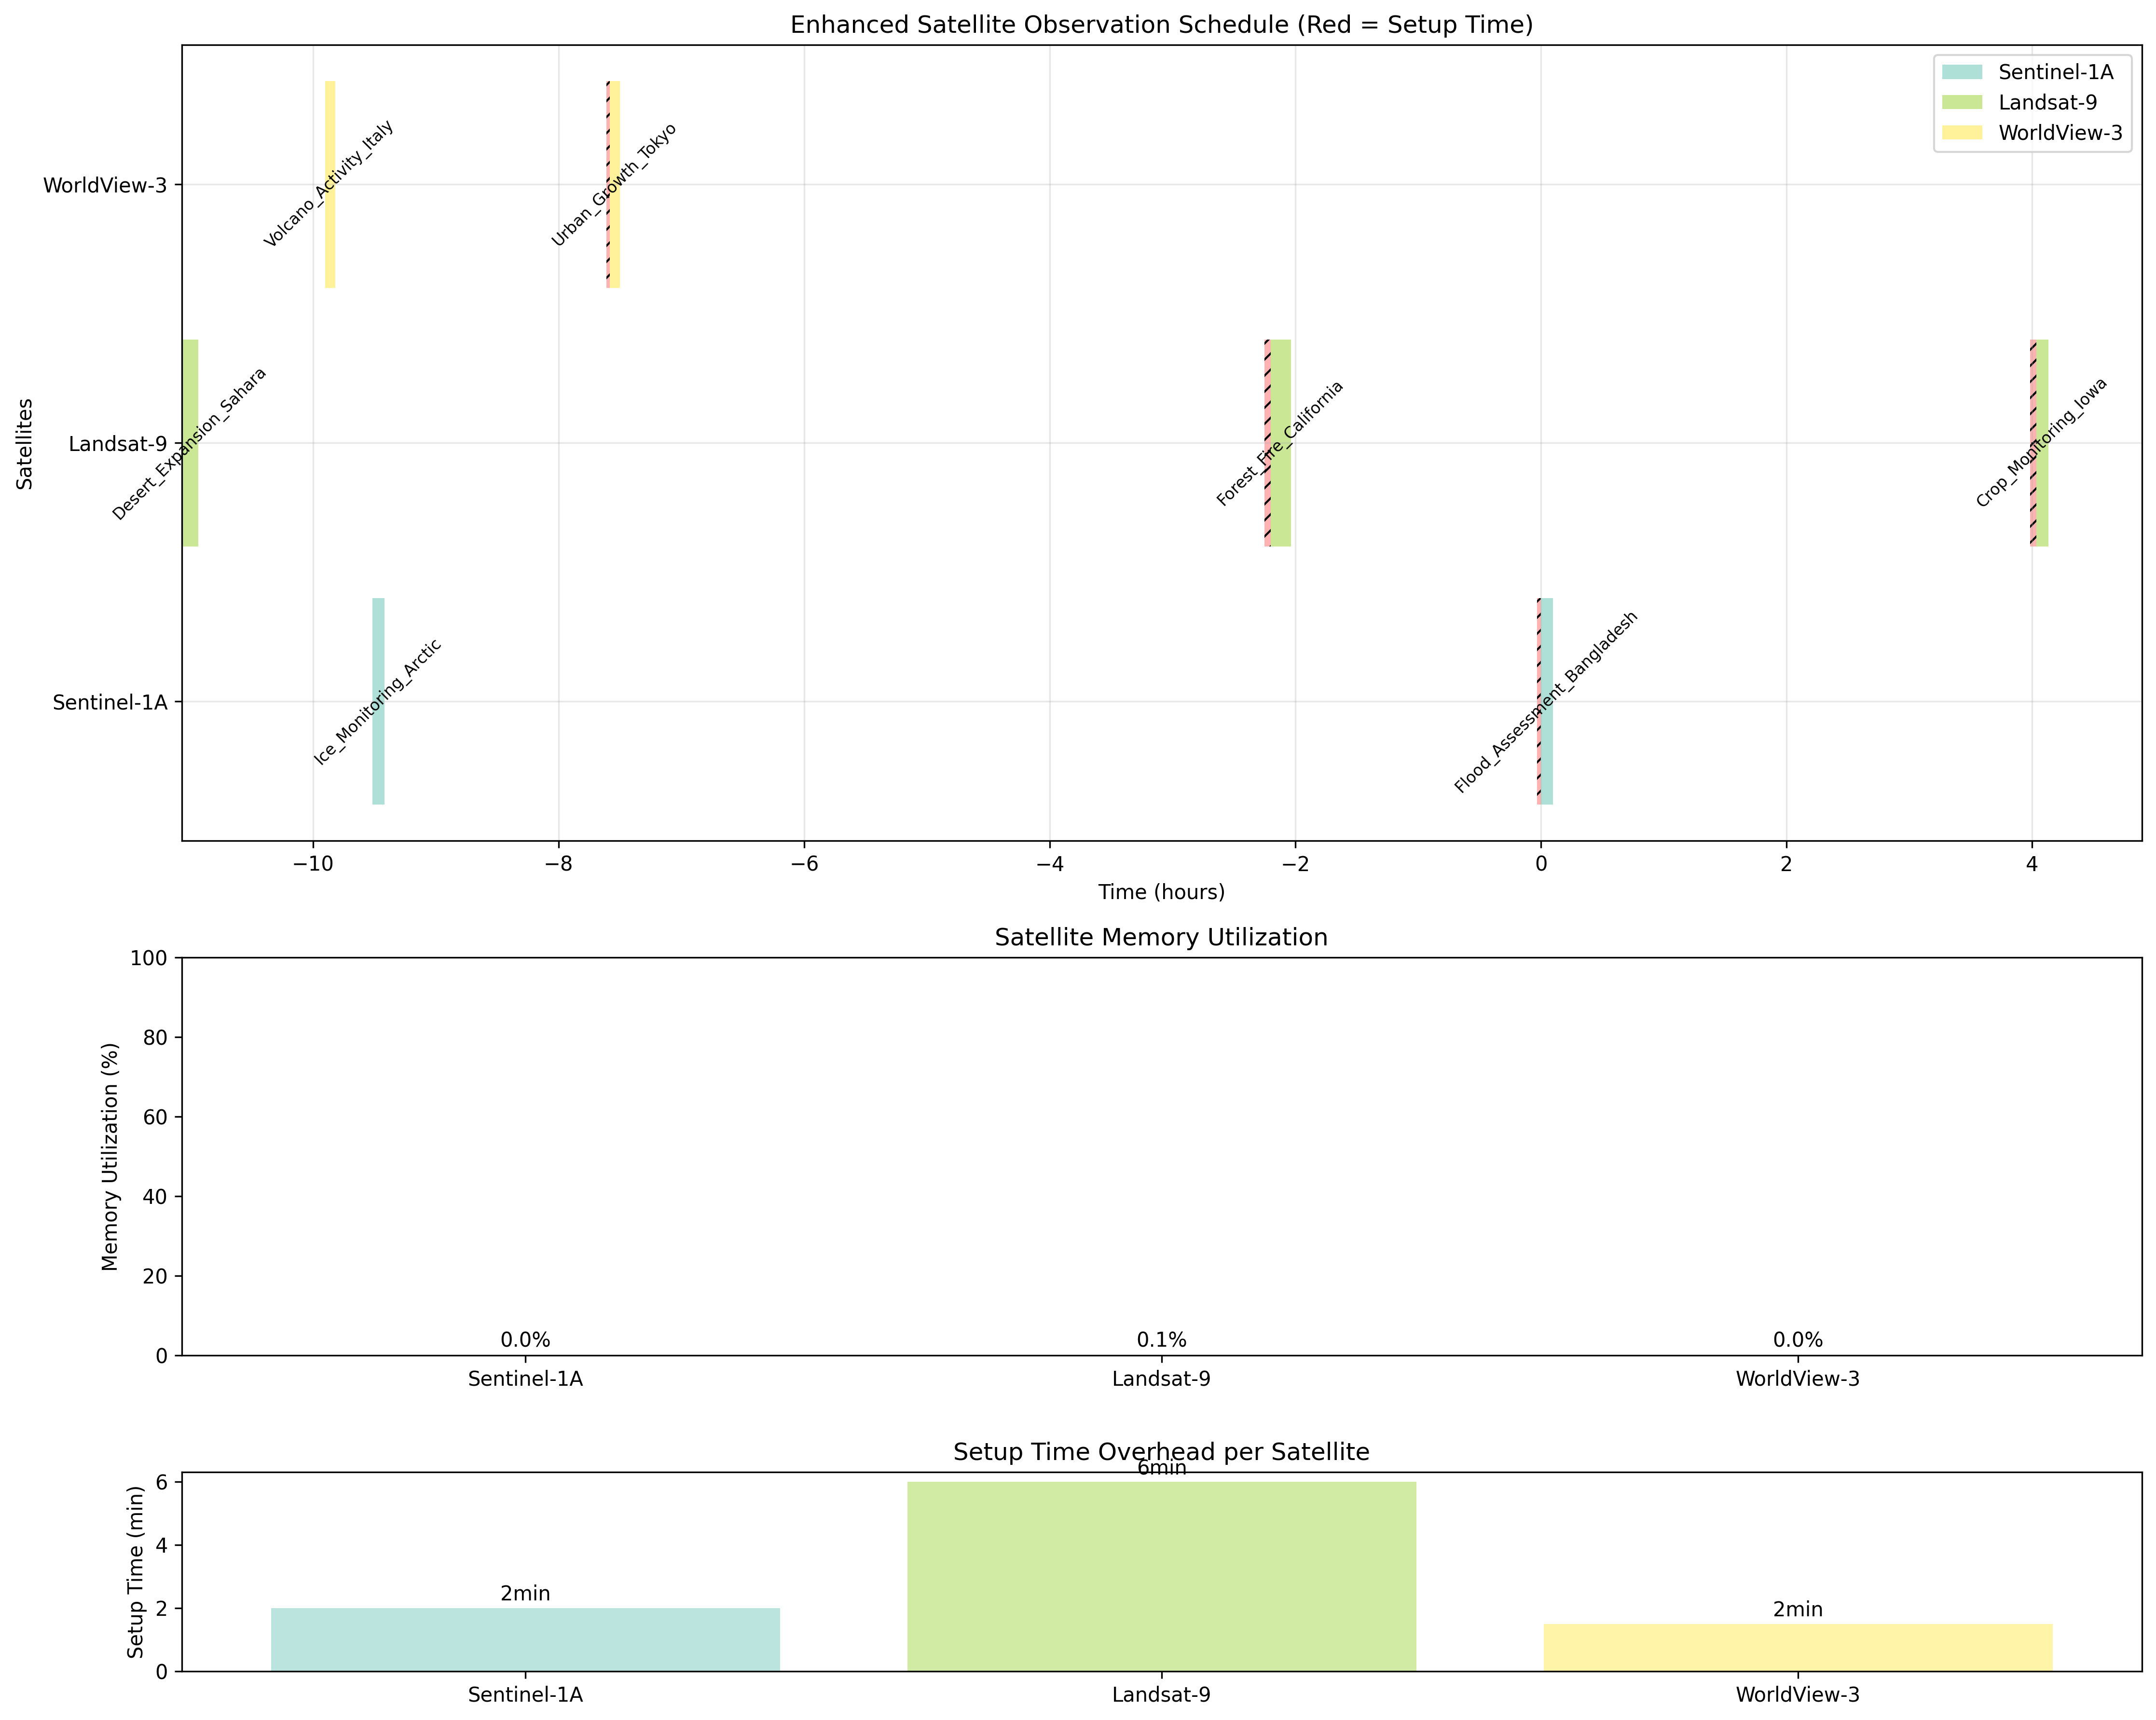 Enhanced Satellite Observation Schedule (Red = Setup Time)
Sentinel-1A
Landsat-9
WorldView-3
Satellites
WorldView-3
Landsat-9
Sentinel-1A
Volcano_Activity_Italy
Urban_Growth_Tokyo
Desert_Expansion_Sahara
Forest_Fire_California
Crop_Monitoring_Iowa
Ice_Monitoring_Arctic
Flood_Assessment_Bangladesh
−10 −8 −6 −4 −2 0 2 4
Time (hours)
Satellite Memory Utilization
Memory Utilization (%)
100
80
60
40
20
0
0.0% 0.1% 0.0%
Sentinel-1A Landsat-9 WorldView-3
Setup Time Overhead per Satellite
Setup Time (min)
6
4
2
0
2min 6min 2min
Sentinel-1A Landsat-9 WorldView-3